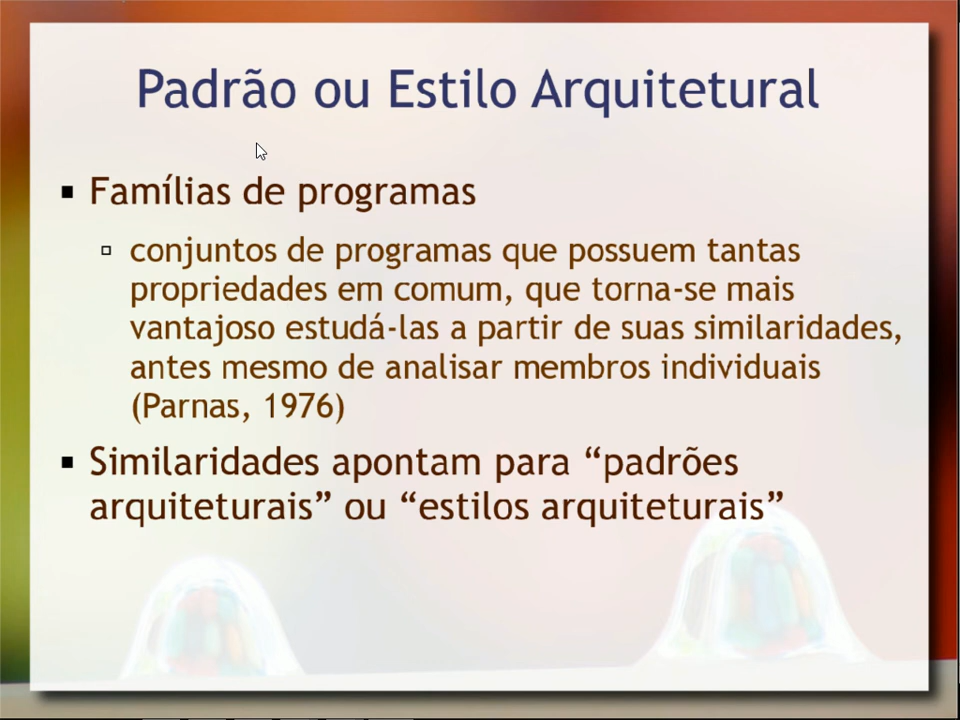 Padrão ou Estilo Arquitetural
Famílias de programas
conjuntos de programas que possuem tantas
propriedades em comum, que torna-se mais
vantajoso estudá-las a partir de suas similaridades,
antes mesmo de analisar membros individuais
(Parnas, 1976)
Similaridades apontam para “padrões
arquiteturais” ou “estilos arquiteturais”